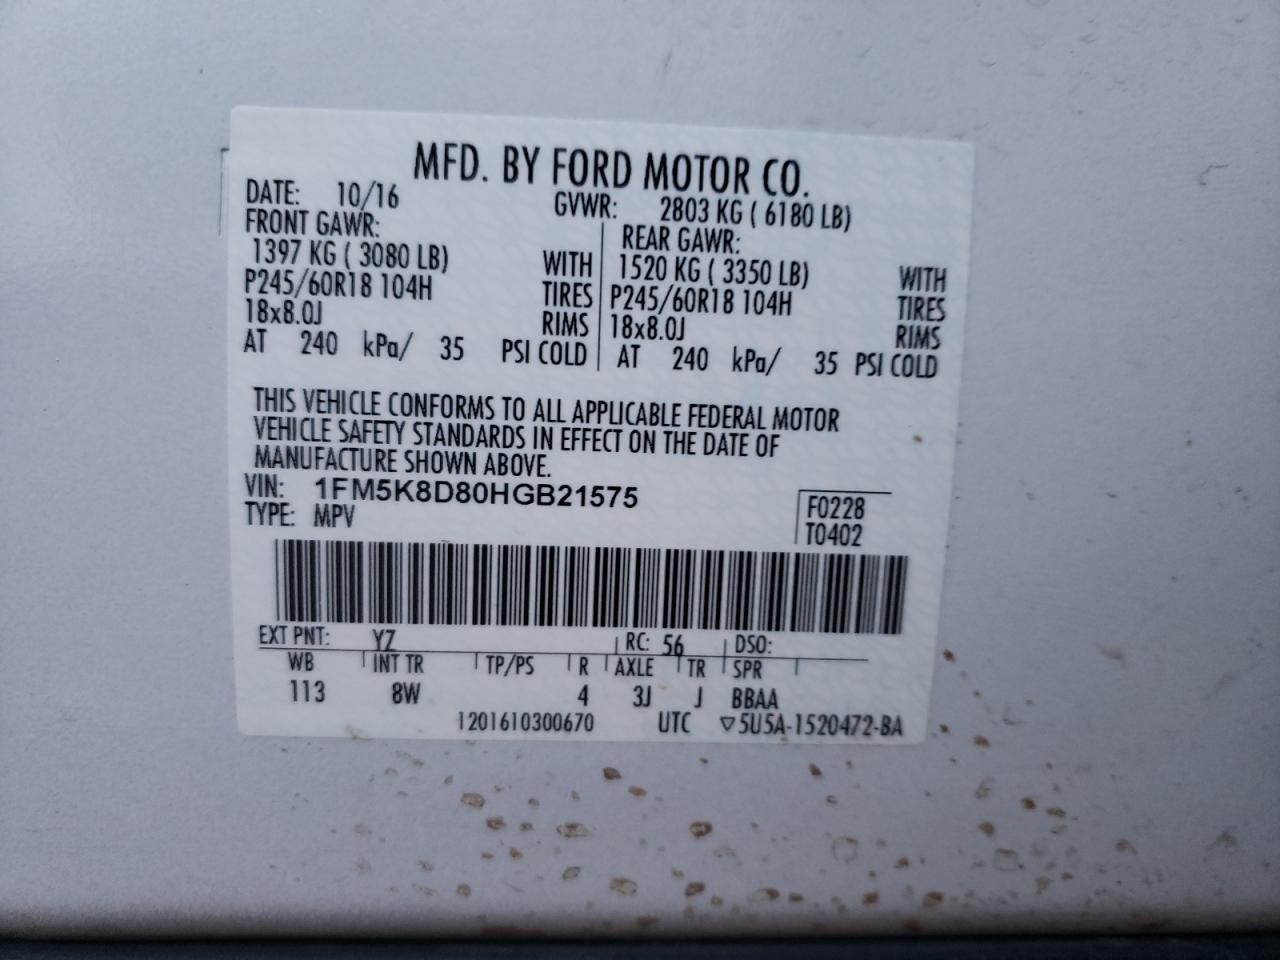 MFD. BY FORD MOTOR CO.
DATE: 10/16 GVWR: 2803 KG ( 6180 LB)
FRONT GAWR: REAR GAWR:
1397 KG ( 3080 LB) WITH 1520 KG ( 3350 LB) WITH
P245/60R18 104H TIRES P245/60R18 104H TIRES
18x8.0J RIMS 18x8.0J RIMS
AT 240 kPa/ 35 PSI COLD AT 240 kPa/ 35 PSI COLD
THIS VEHICLE CONFORMS TO ALL APPLICABLE FEDERAL MOTOR
VEHICLE SAFETY STANDARDS IN EFFECT ON THE DATE OF
MANUFACTURE SHOWN ABOVE.
VIN: 1FM5K8D80HGB21575 F0228
TYPE: MPV T0402
EXT PNT: YZ RC: 56 DSO:
WB INT TR TP/PS R AXLE TR SPR
113 8W 4 3J J BBAA
1201610300670 UTC ▽5U5A-1520472-BA